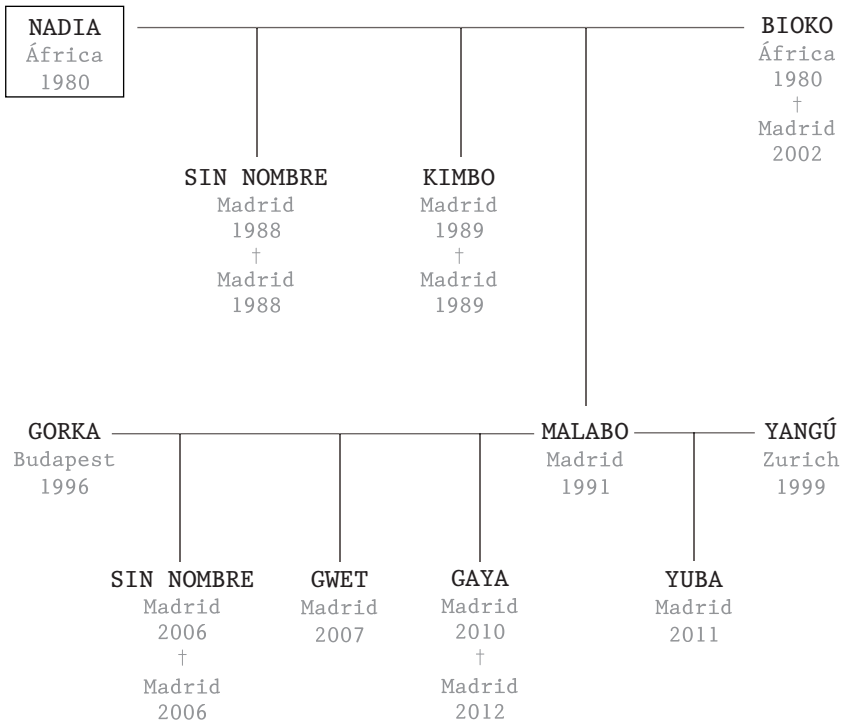 NADIA
África
1980
BIOKO
África
1980
†
Madrid
2002
SIN NOMBRE
Madrid
1988
†
Madrid
1988
KIMBO
Madrid
1989
†
Madrid
1989
GORKA
Budapest
1996
MALABO
Madrid
1991
YANGÚ
Zurich
1999
SIN NOMBRE
Madrid
2006
†
Madrid
2006
GWET
Madrid
2007
GAYA
Madrid
2010
†
Madrid
2012
YUBA
Madrid
2011